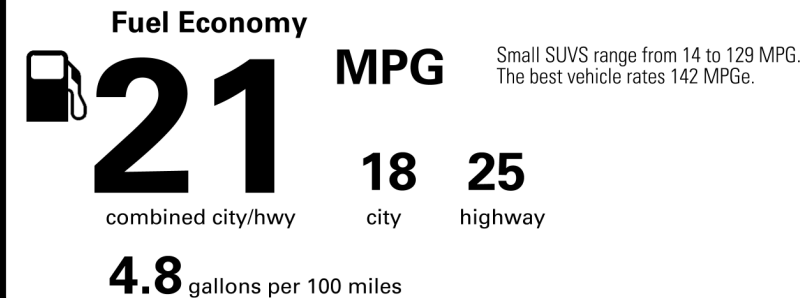 Fuel Economy
21
MPG
Small SUVS range from 14 to 129 MPG.
The best vehicle rates 142 MPGe.
18 25
combined city/hwy city highway
4.8 gallons per 100 miles